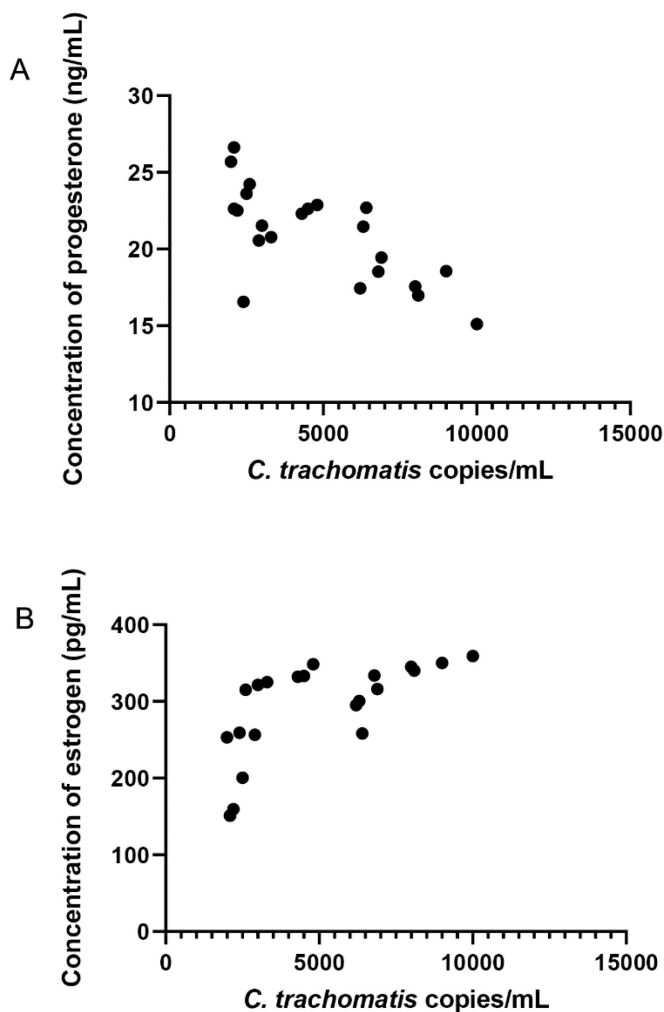 A
Concentration of progesterone (ng/mL)
30
25
20
15
10
0 5000 10000 15000
C. trachomatis copies/mL
B
Concentration of estrogen (pg/mL)
400
300
200
100
0
0 5000 10000 15000
C. trachomatis copies/mL